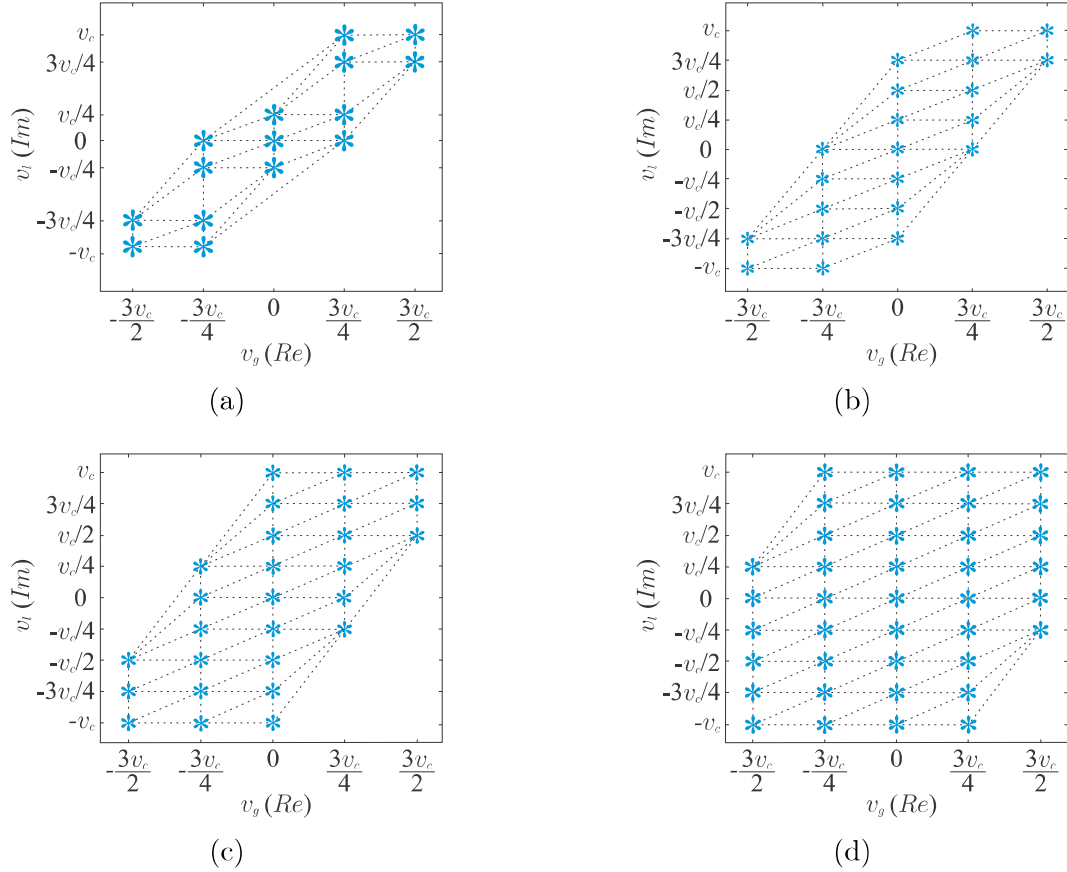 v_c
3v_c/4
v_c/4
0
-v_c/4
-3v_c/4
-v_c
v_l (Im)
-3v_c/2 -3v_c/4 0 3v_c/4 3v_c/2
v_g (Re)
(a)
v_c
3v_c/4
v_c/2
v_c/4
0
-v_c/4
-v_c/2
-3v_c/4
-v_c
v_l (Im)
-3v_c/2 -3v_c/4 0 3v_c/4 3v_c/2
v_g (Re)
(b)
v_c
3v_c/4
v_c/2
v_c/4
0
-v_c/4
-v_c/2
-3v_c/4
-v_c
v_l (Im)
-3v_c/2 -3v_c/4 0 3v_c/4 3v_c/2
v_g (Re)
(c)
v_c
3v_c/4
v_c/2
v_c/4
0
-v_c/4
-v_c/2
-3v_c/4
-v_c
v_l (Im)
-3v_c/2 -3v_c/4 0 3v_c/4 3v_c/2
v_g (Re)
(d)